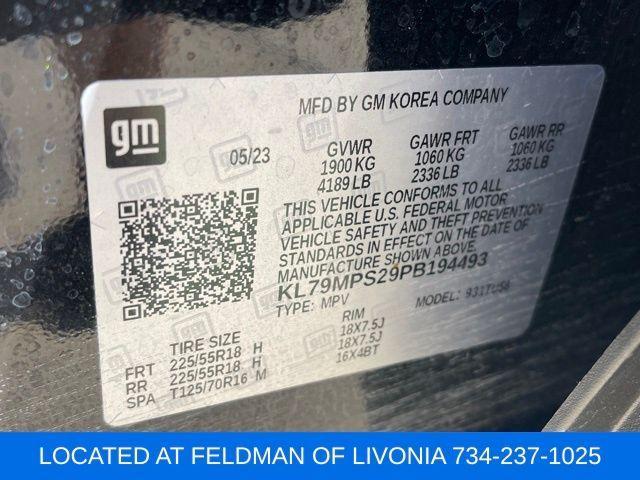 gm
MFD BY GM KOREA COMPANY
05/23
GVWR GAWR FRT GAWR RR
1900 KG 1060 KG 1060 KG
4189 LB 2336 LB 2336 LB
THIS VEHICLE CONFORMS TO ALL
APPLICABLE U.S. FEDERAL MOTOR
VEHICLE SAFETY AND THEFT PREVENTION
STANDARDS IN EFFECT ON THE DATE OF
MANUFACTURE SHOWN ABOVE.
KL79MPS29PB194493
TYPE: MPV MODEL:
TIRE SIZE RIM
FRT 225/55R18 H 18X7.5J
RR 225/55R18 H 18X7.5J
SPA T125/70R16 M 16X4BT
LOCATED AT FELDMAN OF LIVONIA 734-237-1025